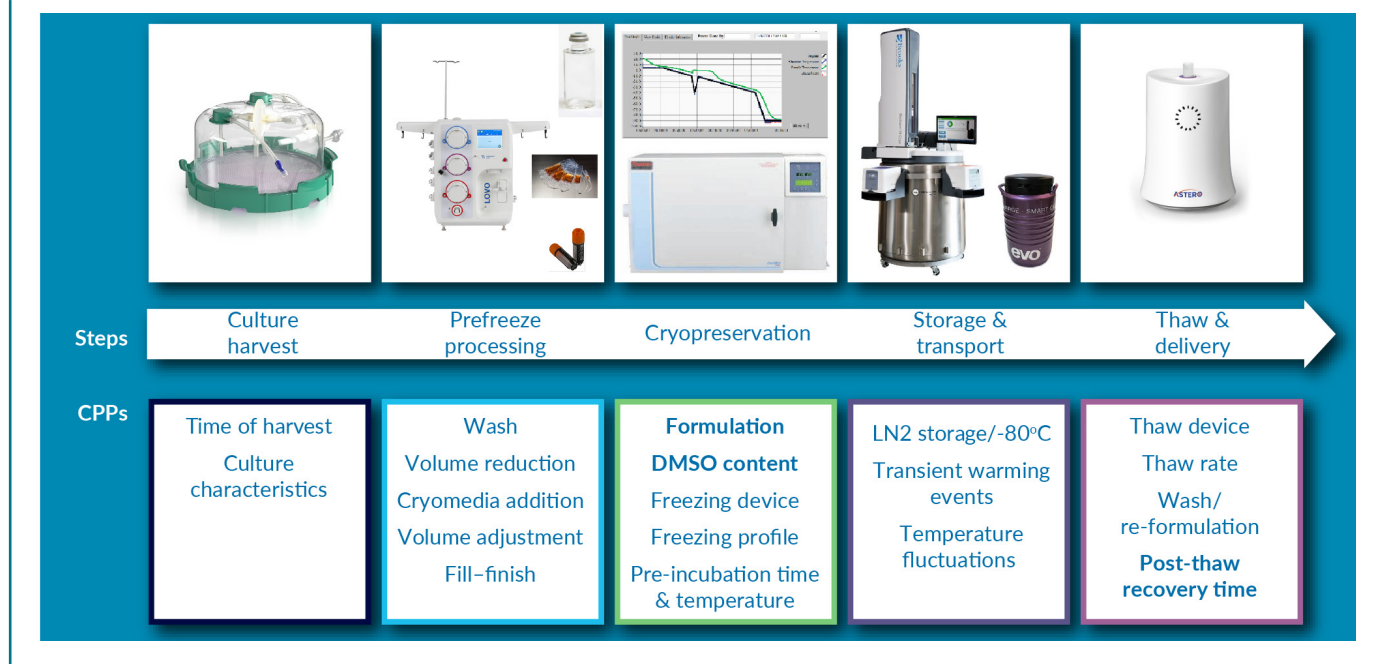 LOVO
evo
ASTERO
Steps
Culture
harvest
Prefreeze
processing
Cryopreservation
Storage &
transport
Thaw &
delivery
CPPs
Time of harvest
Culture
characteristics
Wash
Volume reduction
Cryomedia addition
Volume adjustment
Fill–finish
Formulation
DMSO content
Freezing device
Freezing profile
Pre-incubation time
& temperature
LN2 storage/-80ºC
Transient warming
events
Temperature
fluctuations
Thaw device
Thaw rate
Wash/
re-formulation
Post-thaw
recovery time